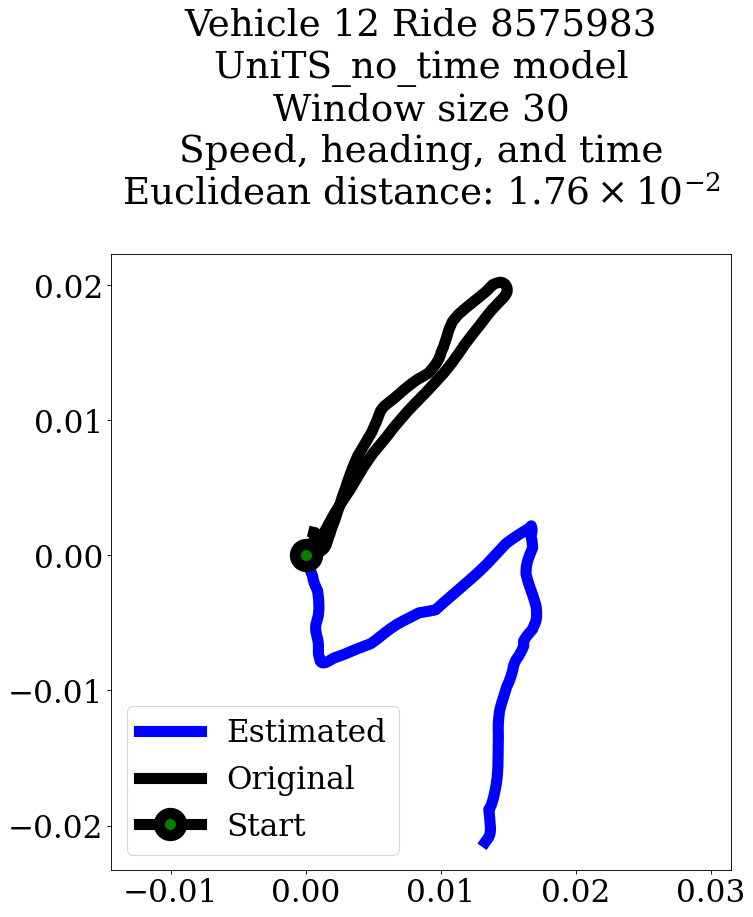 Vehicle 12 Ride 8575983
UniTS_no_time model
Window size 30
Speed, heading, and time
Euclidean distance: 1.76 × 10⁻²
0.02
0.01
0.00
−0.01
−0.02
Estimated
Original
Start
−0.01 0.00 0.01 0.02 0.03